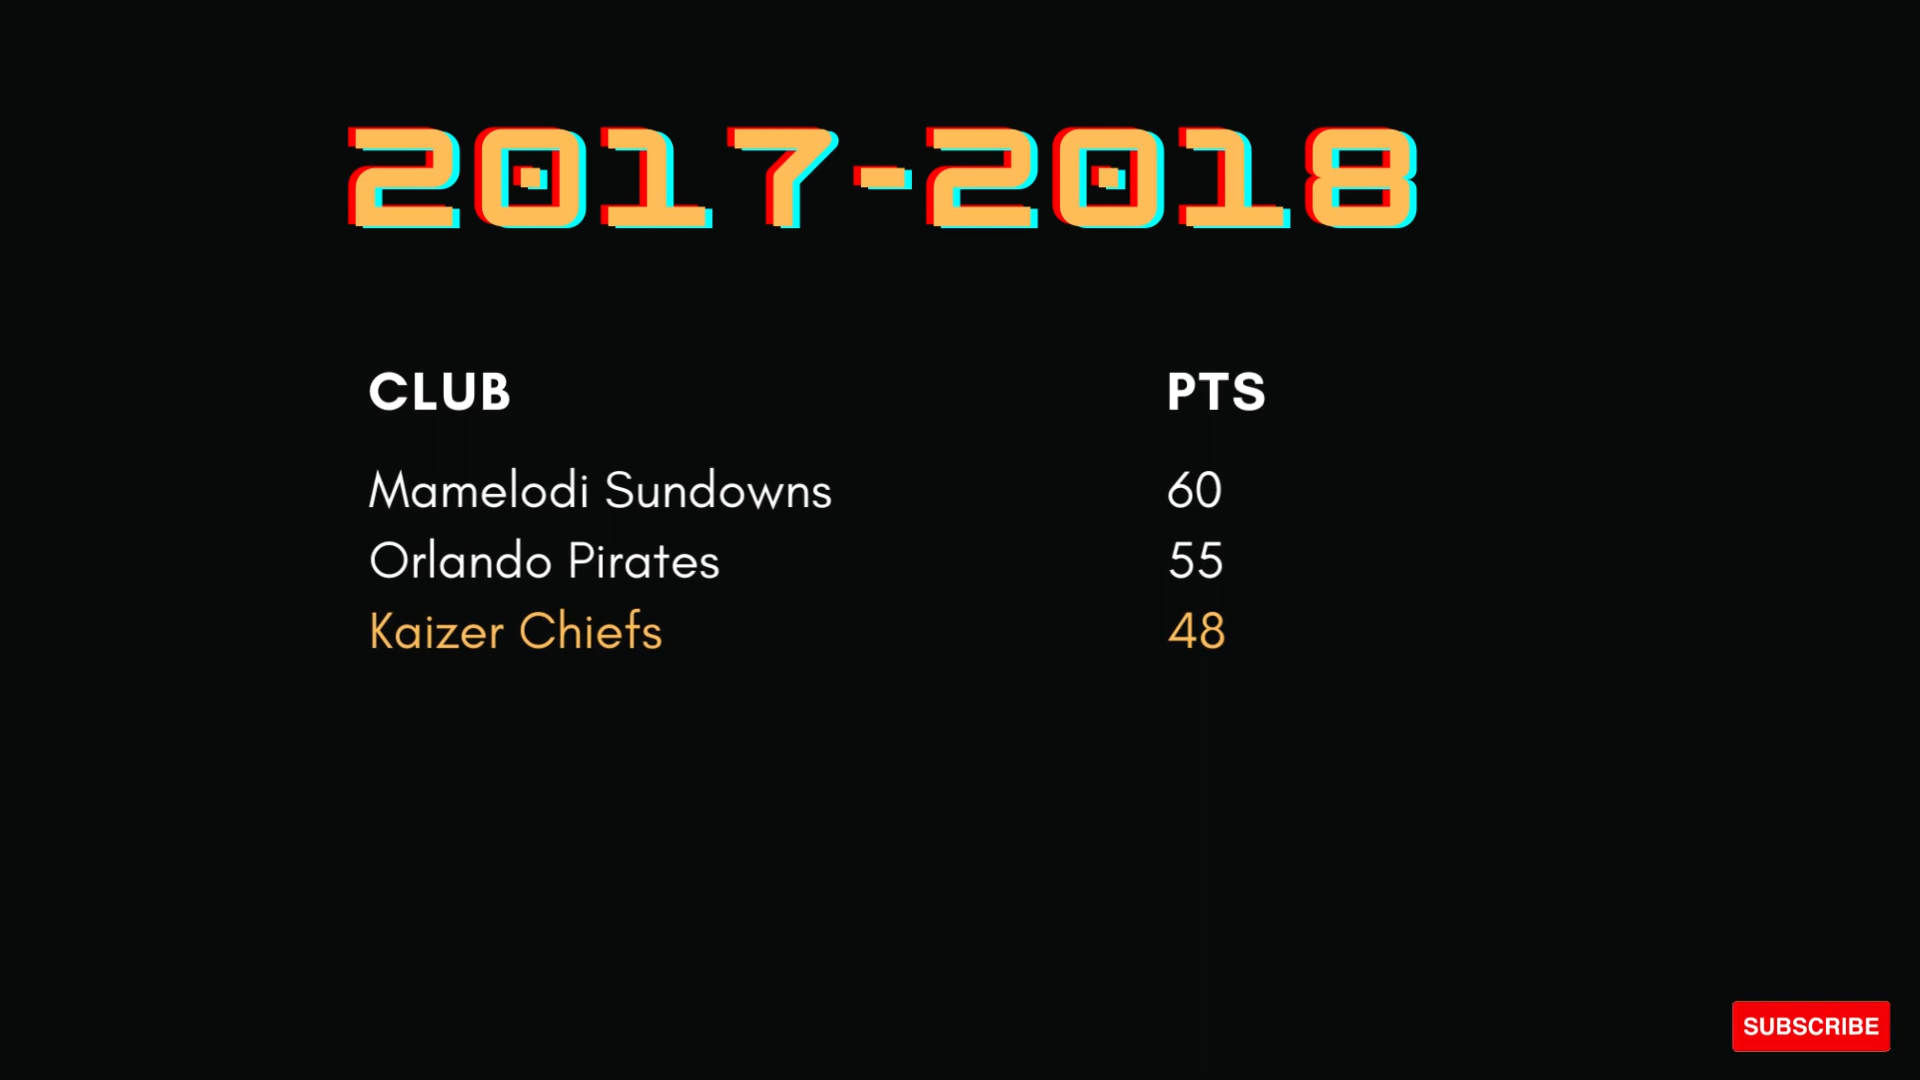 2017-2018
CLUB PTS
Mamelodi Sundowns 60
Orlando Pirates 55
Kaizer Chiefs 48
SUBSCRIBE